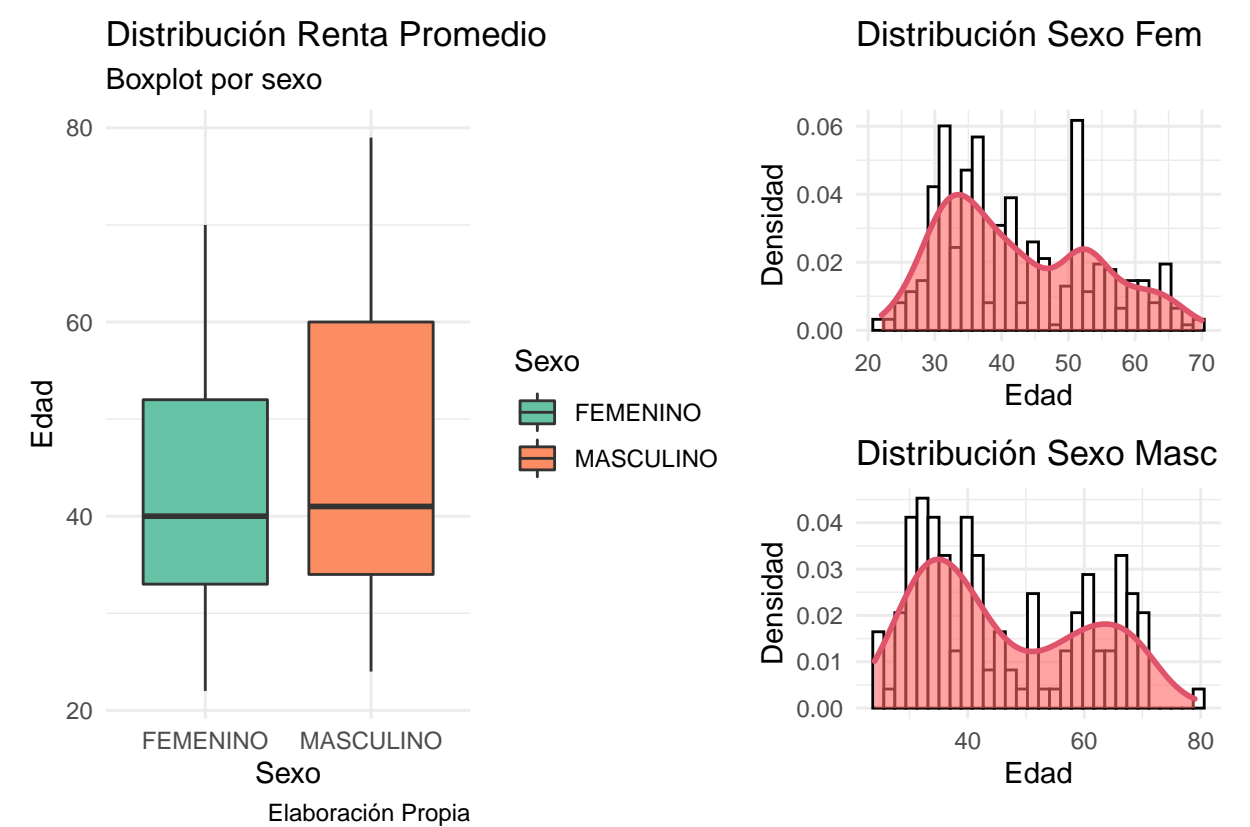 Distribución Renta Promedio
Boxplot por sexo
80
60
40
20
Edad
FEMENINO MASCULINO
Sexo
Elaboración Propia
Sexo
FEMENINO
MASCULINO
Distribución Sexo Fem
0.06
0.04
0.02
0.00
Densidad
20 30 40 50 60 70
Edad
Distribución Sexo Masc
0.04
0.03
0.02
0.01
0.00
Densidad
40 60 80
Edad